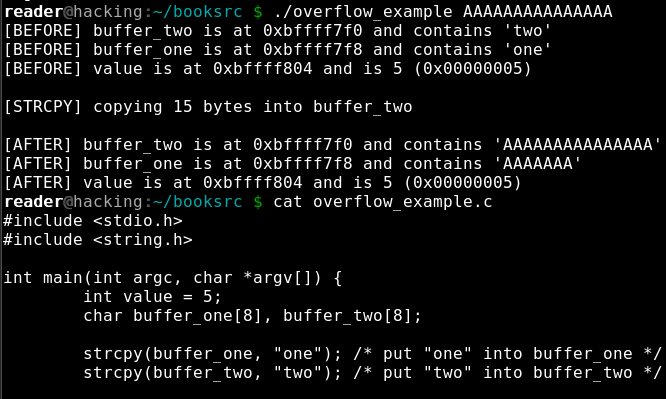 reader@hacking:~/booksrc $ ./overflow_example AAAAAAAAAAAAAAA
[BEFORE] buffer_two is at 0xbffff7f0 and contains 'two'
[BEFORE] buffer_one is at 0xbffff7f8 and contains 'one'
[BEFORE] value is at 0xbffff804 and is 5 (0x00000005)

[STRCPY] copying 15 bytes into buffer_two

[AFTER] buffer_two is at 0xbffff7f0 and contains 'AAAAAAAAAAAAAAA'
[AFTER] buffer_one is at 0xbffff7f8 and contains 'AAAAAAA'
[AFTER] value is at 0xbffff804 and is 5 (0x00000005)
reader@hacking:~/booksrc $ cat overflow_example.c
#include <stdio.h>
#include <string.h>

int main(int argc, char *argv[]) {
        int value = 5;
        char buffer_one[8], buffer_two[8];

        strcpy(buffer_one, "one"); /* put "one" into buffer_one */
        strcpy(buffer_two, "two"); /* put "two" into buffer_two */